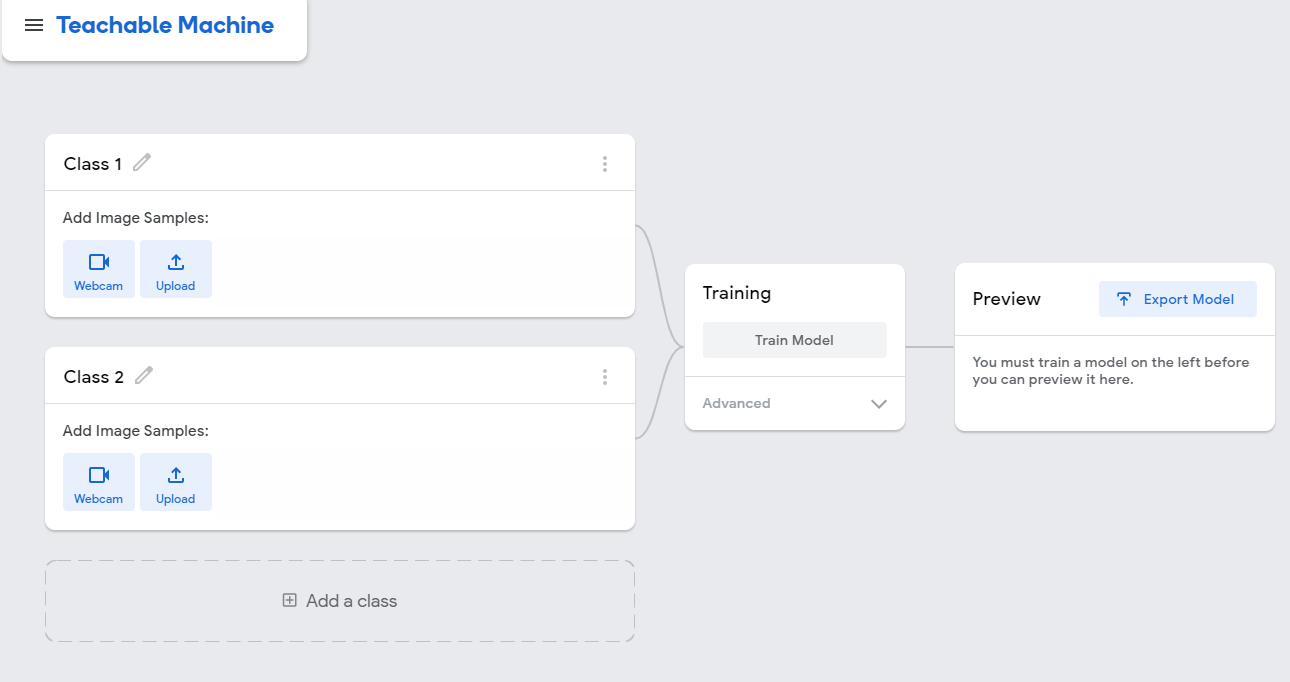 Teachable Machine
Class 1
Add Image Samples:
Webcam
Upload
Class 2
Add Image Samples:
Webcam
Upload
Add a class
Training
Train Model
Advanced
Preview
Export Model
You must train a model on the left before
you can preview it here.